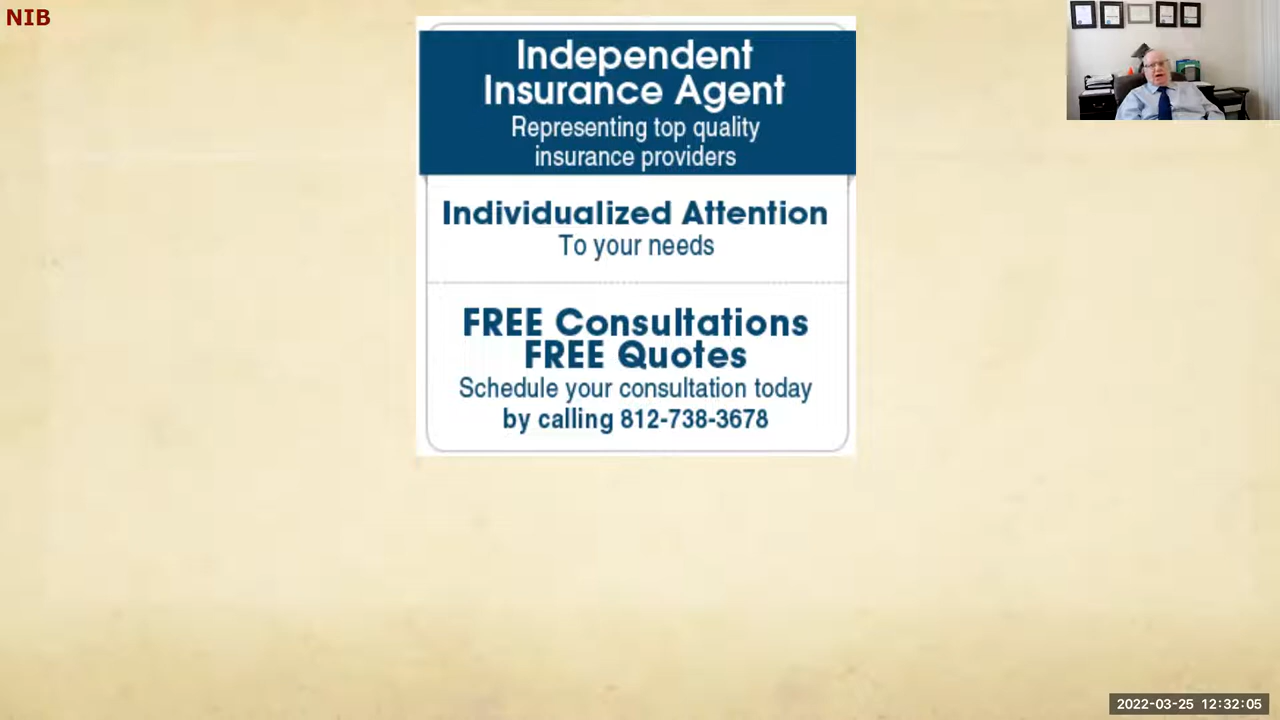 NIB
Independent
Insurance Agent
Representing top quality
insurance providers
Individualized Attention
To your needs
FREE Consultations
FREE Quotes
Schedule your consultation today
by calling 812-738-3678
2022-03-25 12:32:05